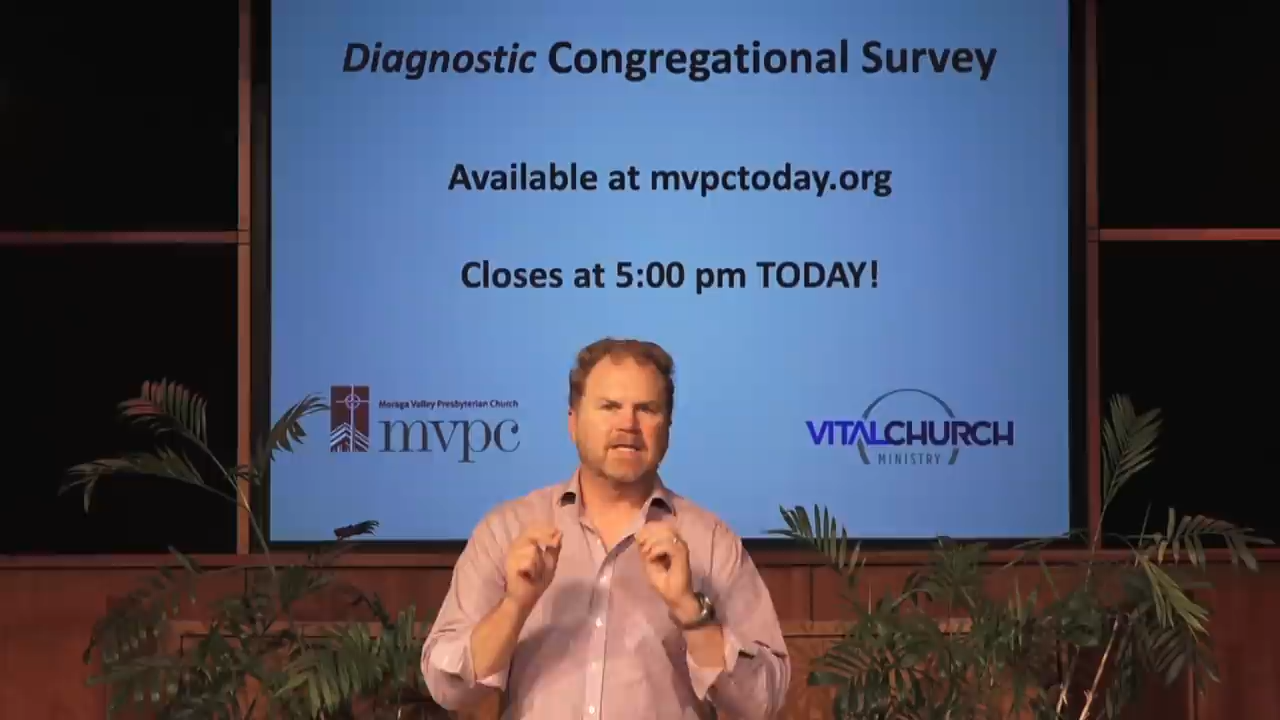 Diagnostic Congregational Survey
Available at mvpctoday.org
Closes at 5:00 pm TODAY!
Moraga Valley Presbyterian Church
mvpc
VITALCHURCH
MINISTRY